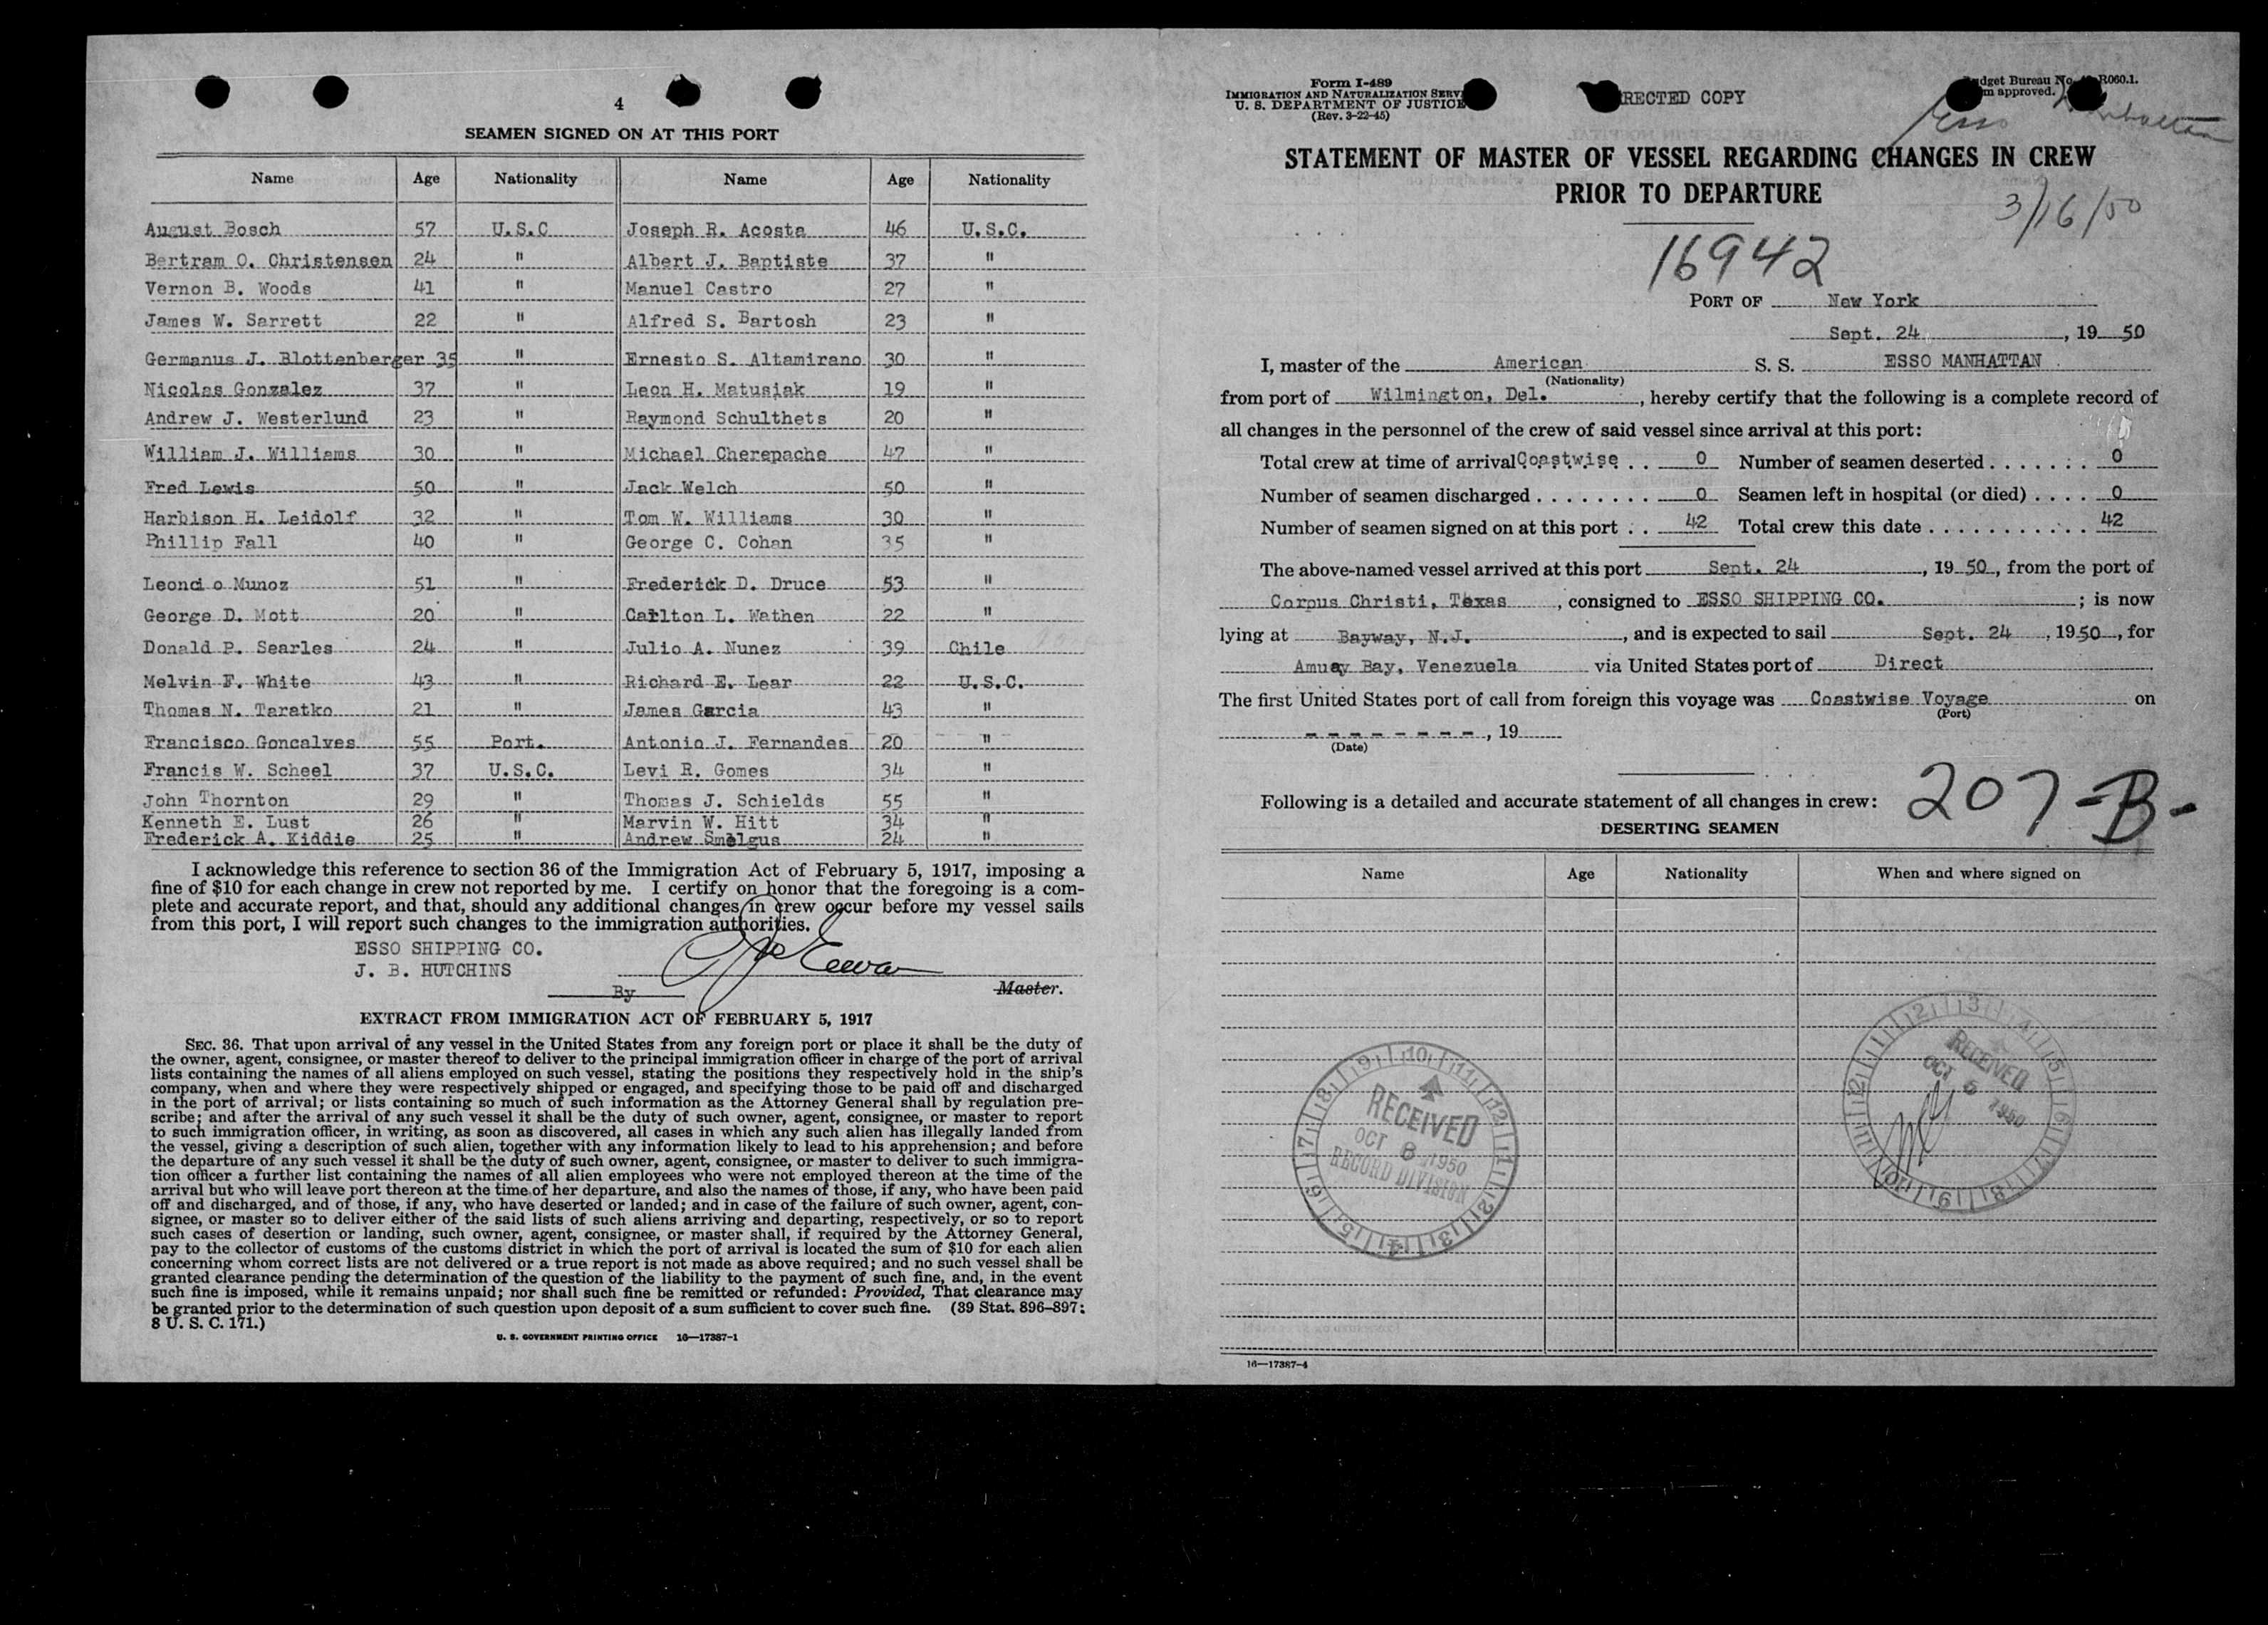 4
SEAMEN SIGNED ON AT THIS PORT
Name Age Nationality Name Age Nationality
August Bosch 57 U.S.C Joseph R. Acosta 46 U.S.C.
Bertram O. Christensen 24 " Albert J. Baptiste 37 "
Vernon B. Woods 41 " Manuel Castro 27 "
James W. Sarrett 22 " Alfred S. Bartosh 23 "
Germanus J. Blottenberger 35 " Ernesto S. Altamirano 30 "
Nicolas Gonzalez 37 " Leon H. Matusiak 19 "
Andrew J. Westerlund 23 " Raymond Schulthets 20 "
William J. Williams 30 " Michael Cherepache 47 "
Fred Lewis 50 " Jack Welch 50 "
Harbison H. Leidolf 32 " Tom W. Williams 30 "
Phillip Fall 40 " George C. Cohan 35 "
Leoncio Munoz 51 " Frederick D. Druce 53 "
George D. Mott 20 " Carlton L. Wathen 22 "
Donald P. Searles 24 " Julio A. Nunez 39 Chile
Melvin F. White 43 " Richard E. Lear 22 U.S.C.
Thomas N. Taratko 21 " James Garcia 43 "
Francisco Goncalves 55 Port. Antonio J. Fernandes 20 "
Francis W. Scheel 37 U.S.C. Levi R. Gomes 34 "
John Thornton 29 " Thomas J. Schields 55 "
Kenneth E. Lust 26 " Marvin W. Hitt 34 "
Frederick A. Kiddie 25 " Andrew Smelgus 24 "
I acknowledge this reference to section 36 of the Immigration Act of February 5, 1917, imposing a
fine of $10 for each change in crew not reported by me. I certify on honor that the foregoing is a com-
plete and accurate report, and that, should any additional changes in crew occur before my vessel sails
from this port, I will report such changes to the immigration authorities.
ESSO SHIPPING CO.
J. B. HUTCHINS
By Master.
EXTRACT FROM IMMIGRATION ACT OF FEBRUARY 5, 1917
SEC. 36. That upon arrival of any vessel in the United States from any foreign port or place it shall be the duty of
the owner, agent, consignee, or master thereof to deliver to the principal immigration officer in charge of the port of arrival
lists containing the names of all aliens employed on such vessel, stating the positions they respectively hold in the ship's
company, when and where they were respectively shipped or engaged, and specifying those to be paid off and discharged
in the port of arrival; or lists containing so much of such information as the Attorney General shall by regulation pre-
scribe; and after the arrival of any such vessel it shall be the duty of such owner, agent, consignee, or master to report
to such immigration officer, in writing, as soon as discovered, all cases in which any such alien has illegally landed from
the vessel, giving a description of such alien, together with any information likely to lead to his apprehension; and before
the departure of any such vessel it shall be the duty of such owner, agent, consignee, or master to deliver to such immigra-
tion officer a further list containing the names of all alien employees who were not employed thereon at the time of the
arrival but who will leave port thereon at the time of her departure, and also the names of those, if any, who have been paid
off and discharged, and of those, if any, who have deserted or landed; and in case of the failure of such owner, agent, con-
signee, or master so to deliver either of the said lists of such aliens arriving and departing, respectively, or so to report
such cases of desertion or landing, such owner, agent, consignee, or master shall, if required by the Attorney General,
pay to the collector of customs of the customs district in which the port of arrival is located the sum of $10 for each alien
concerning whom correct lists are not delivered or a true report is not made as above required; and no such vessel shall be
granted clearance pending the determination of the question of the liability to the payment of such fine, and, in the event
such fine is imposed, while it remains unpaid; nor shall such fine be remitted or refunded: Provided, That clearance may
be granted prior to the determination of such question upon deposit of a sum sufficient to cover such fine. (39 Stat. 896-897;
8 U. S. C. 171.)
U. S. GOVERNMENT PRINTING OFFICE 16—17387-1
Form I-489
IMMIGRATION AND NATURALIZATION SERV
U. S. DEPARTMENT OF JUSTICE
(Rev. 3-22-45)
RECTED COPY
dget Bureau No. R060.1.
m approved.
Esso Manhattan
STATEMENT OF MASTER OF VESSEL REGARDING CHANGES IN CREW
PRIOR TO DEPARTURE
3/16/50
16942
PORT OF New York
Sept. 24, 19 50
I, master of the American S. S. ESSO MANHATTAN
(Nationality)
from port of Wilmington, Del. , hereby certify that the following is a complete record of
all changes in the personnel of the crew of said vessel since arrival at this port:
Total crew at time of arrival Coastwise . . 0 Number of seamen deserted . . . . . . . 0
Number of seamen discharged . . . . . . . . 0 Seamen left in hospital (or died) . . . . 0
Number of seamen signed on at this port . . 42 Total crew this date . . . . . . . . . . . 42
The above-named vessel arrived at this port Sept. 24 , 19 50, from the port of
Corpus Christi, Texas , consigned to ESSO SHIPPING CO. ; is now
lying at Bayway, N.J. , and is expected to sail Sept. 24 , 1950, for
Amuay Bay, Venezuela via United States port of Direct
The first United States port of call from foreign this voyage was Coastwise Voyage on
(Port)
- - - - - - - -, 19
(Date)
Following is a detailed and accurate statement of all changes in crew:
207-B-
DESERTING SEAMEN
Name Age Nationality When and where signed on
RECEIVED
OCT 6 1950
RECEIVED
OCT 8 1950
RECORD DIVISION
16—17387-4